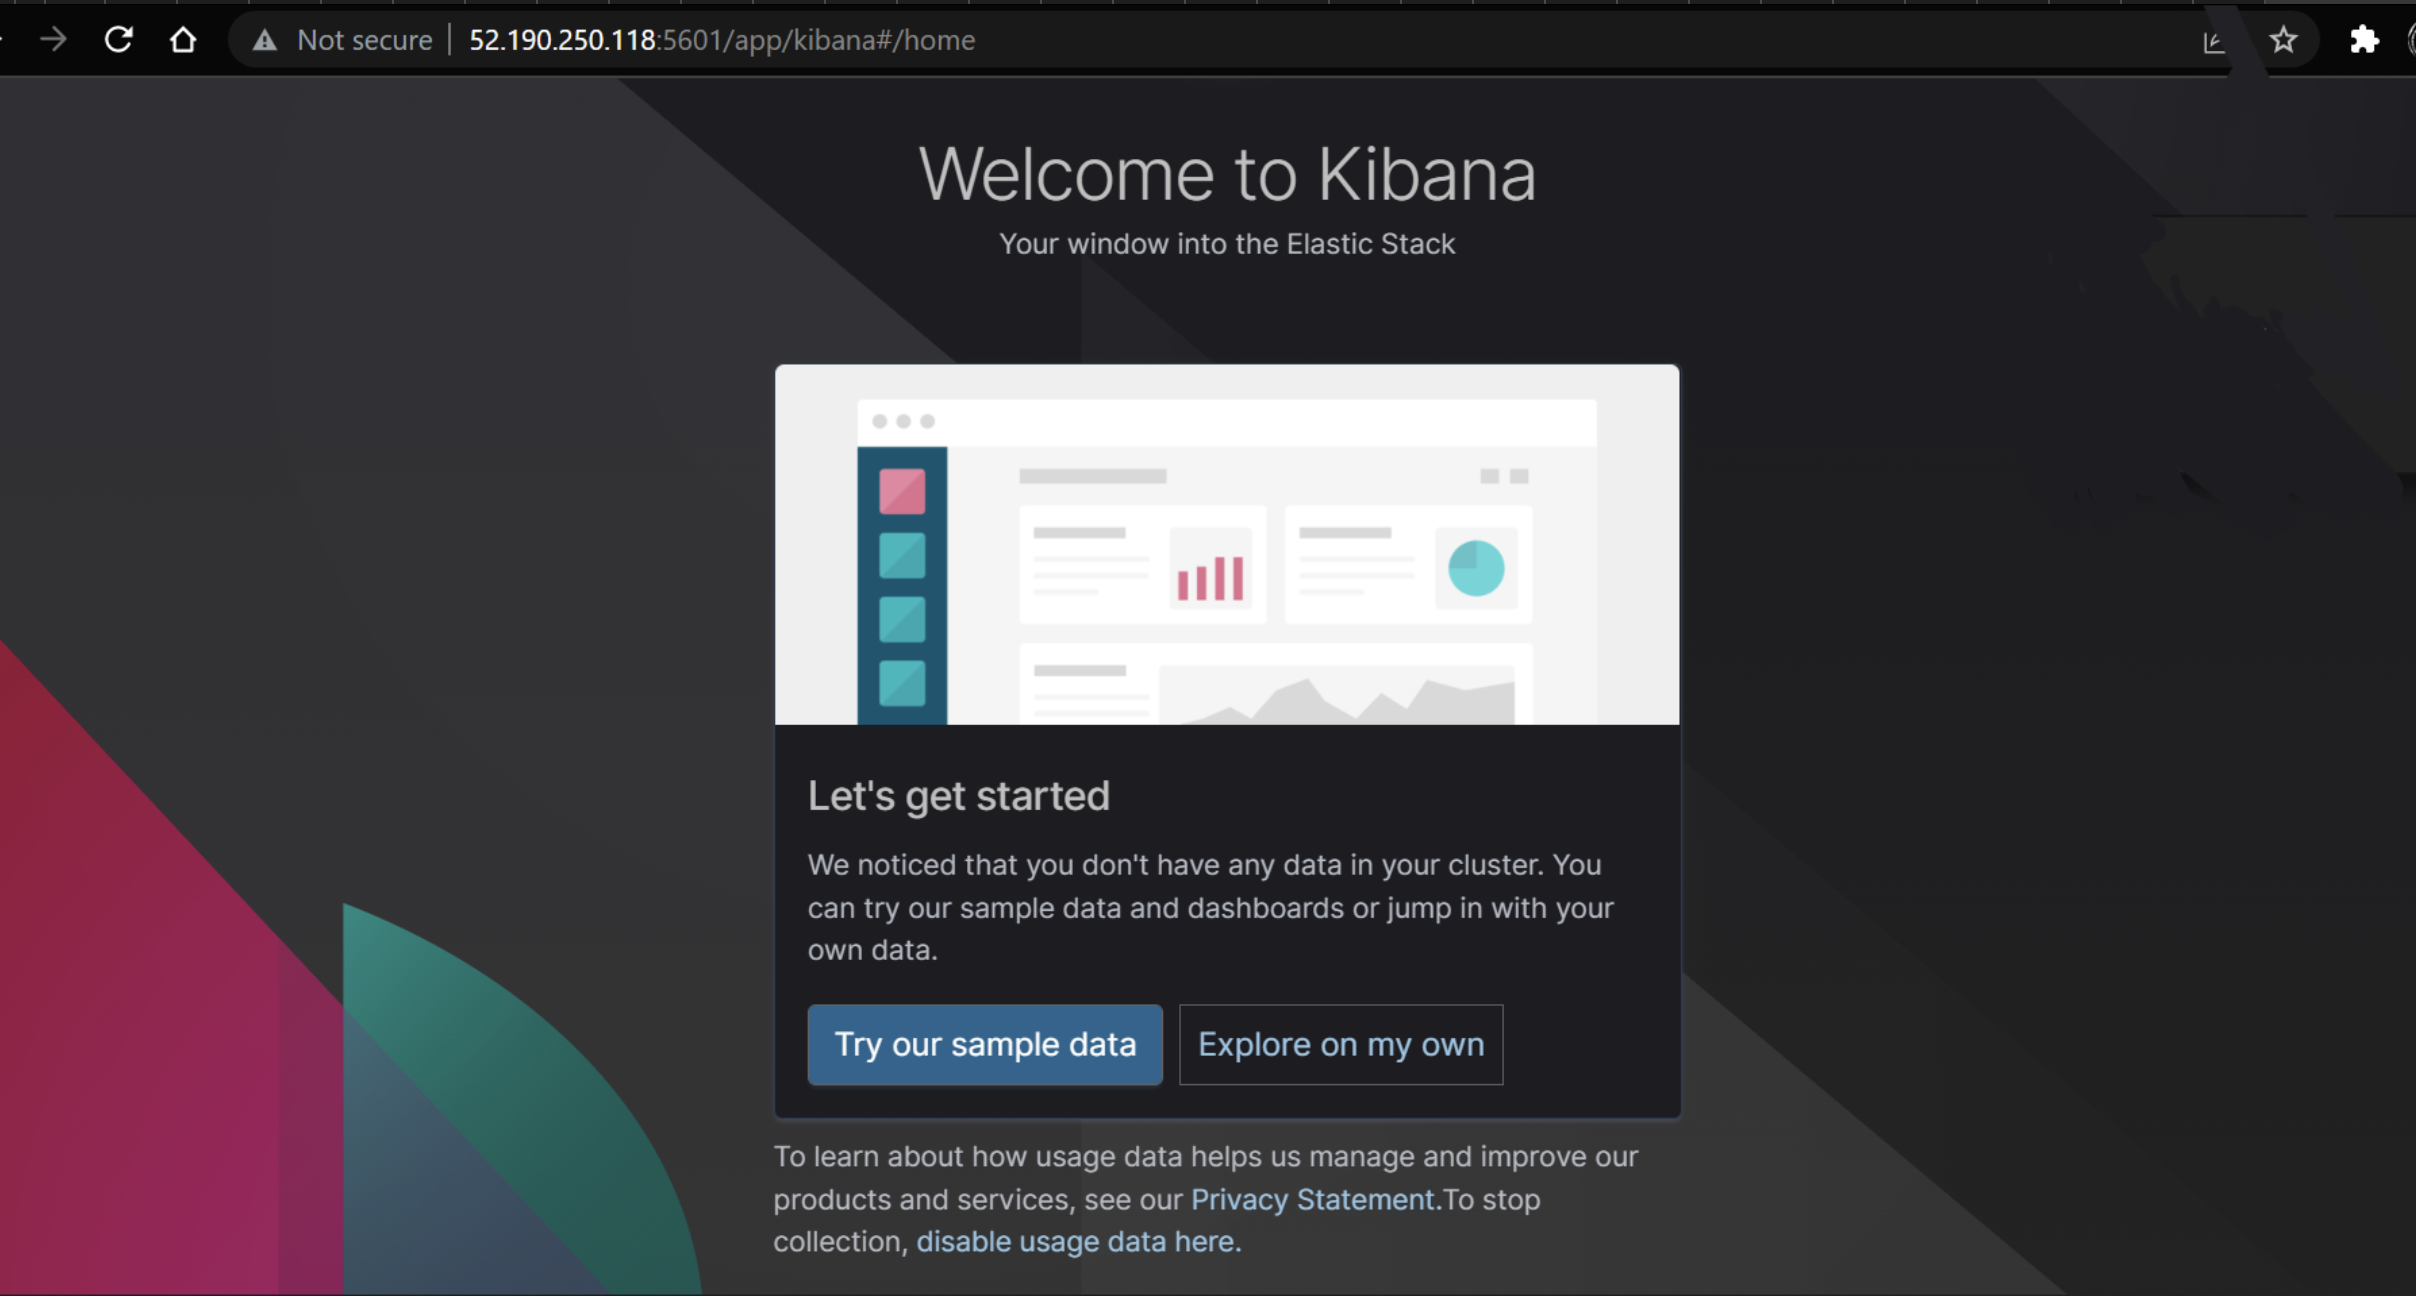 Not secure | 52.190.250.118:5601/app/kibana#/home
Welcome to Kibana
Your window into the Elastic Stack
Let's get started
We noticed that you don't have any data in your cluster. You
can try our sample data and dashboards or jump in with your
own data.
Try our sample data
Explore on my own
To learn about how usage data helps us manage and improve our
products and services, see our Privacy Statement.To stop
collection, disable usage data here.